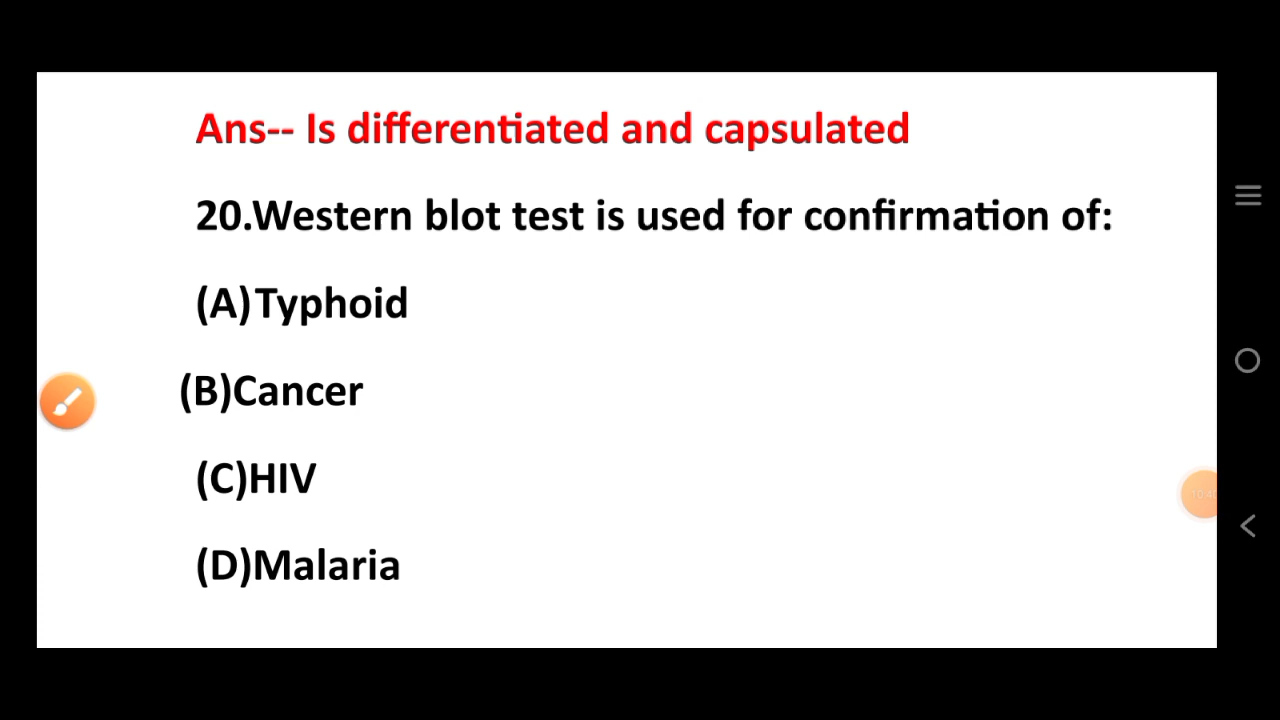 Ans-- Is differentiated and capsulated
20.Western blot test is used for confirmation of:
(A)Typhoid
(B)Cancer
(C)HIV
(D)Malaria